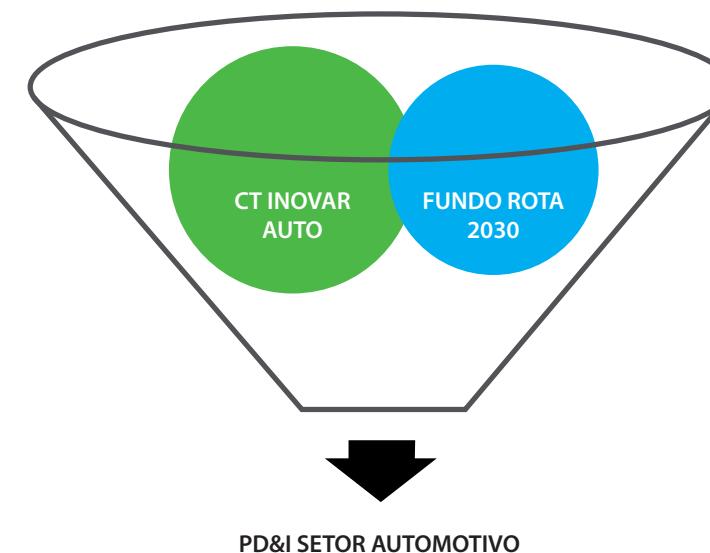 CT INOVAR
AUTO
FUNDO ROTA
2030
PD&I SETOR AUTOMOTIVO